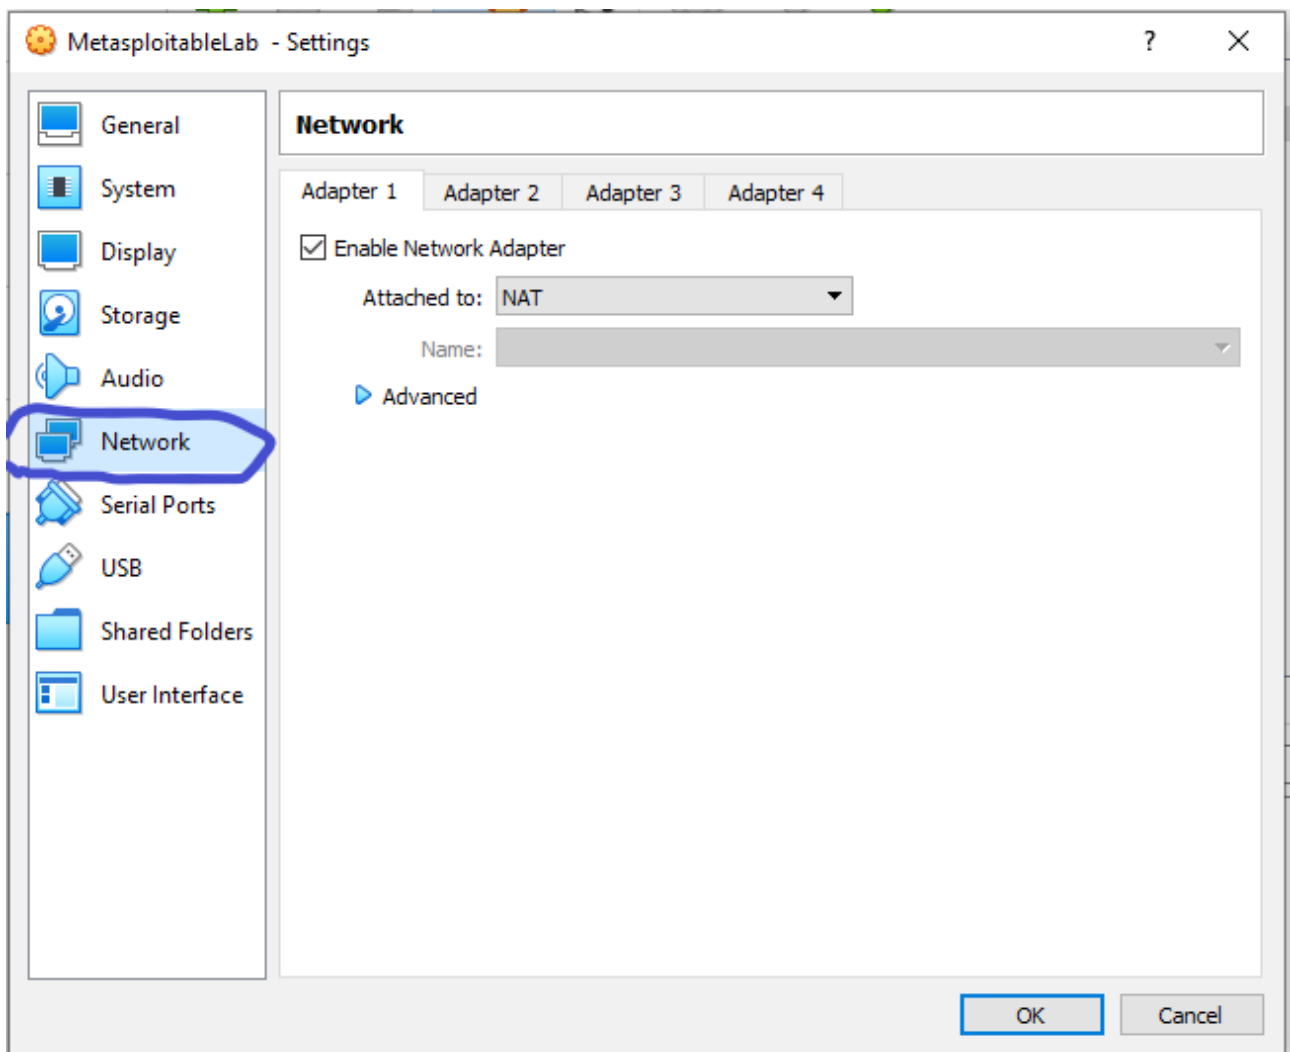 MetasploitableLab - Settings
?
General
System
Display
Storage
Audio
Network
Serial Ports
USB
Shared Folders
User Interface
Network
Adapter 1
Adapter 2
Adapter 3
Adapter 4
Enable Network Adapter
Attached to: NAT
Name:
Advanced
OK
Cancel